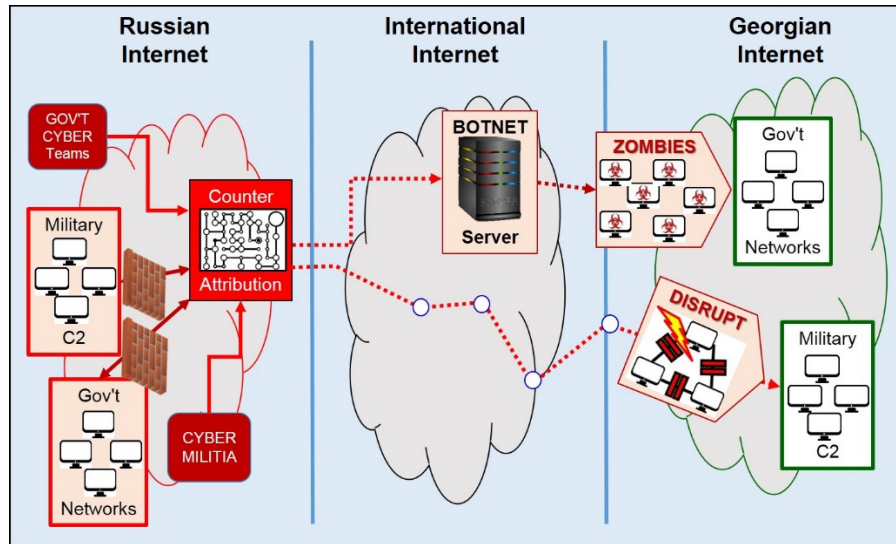 Russian
Internet
International
Internet
Georgian
Internet
GOV'T
CYBER
Teams
Military
C2
Gov't
Networks
CYBER
MILITIA
Counter
Attribution
BOTNET
Server
ZOMBIES
Gov't
Networks
DISRUPT
Military
C2